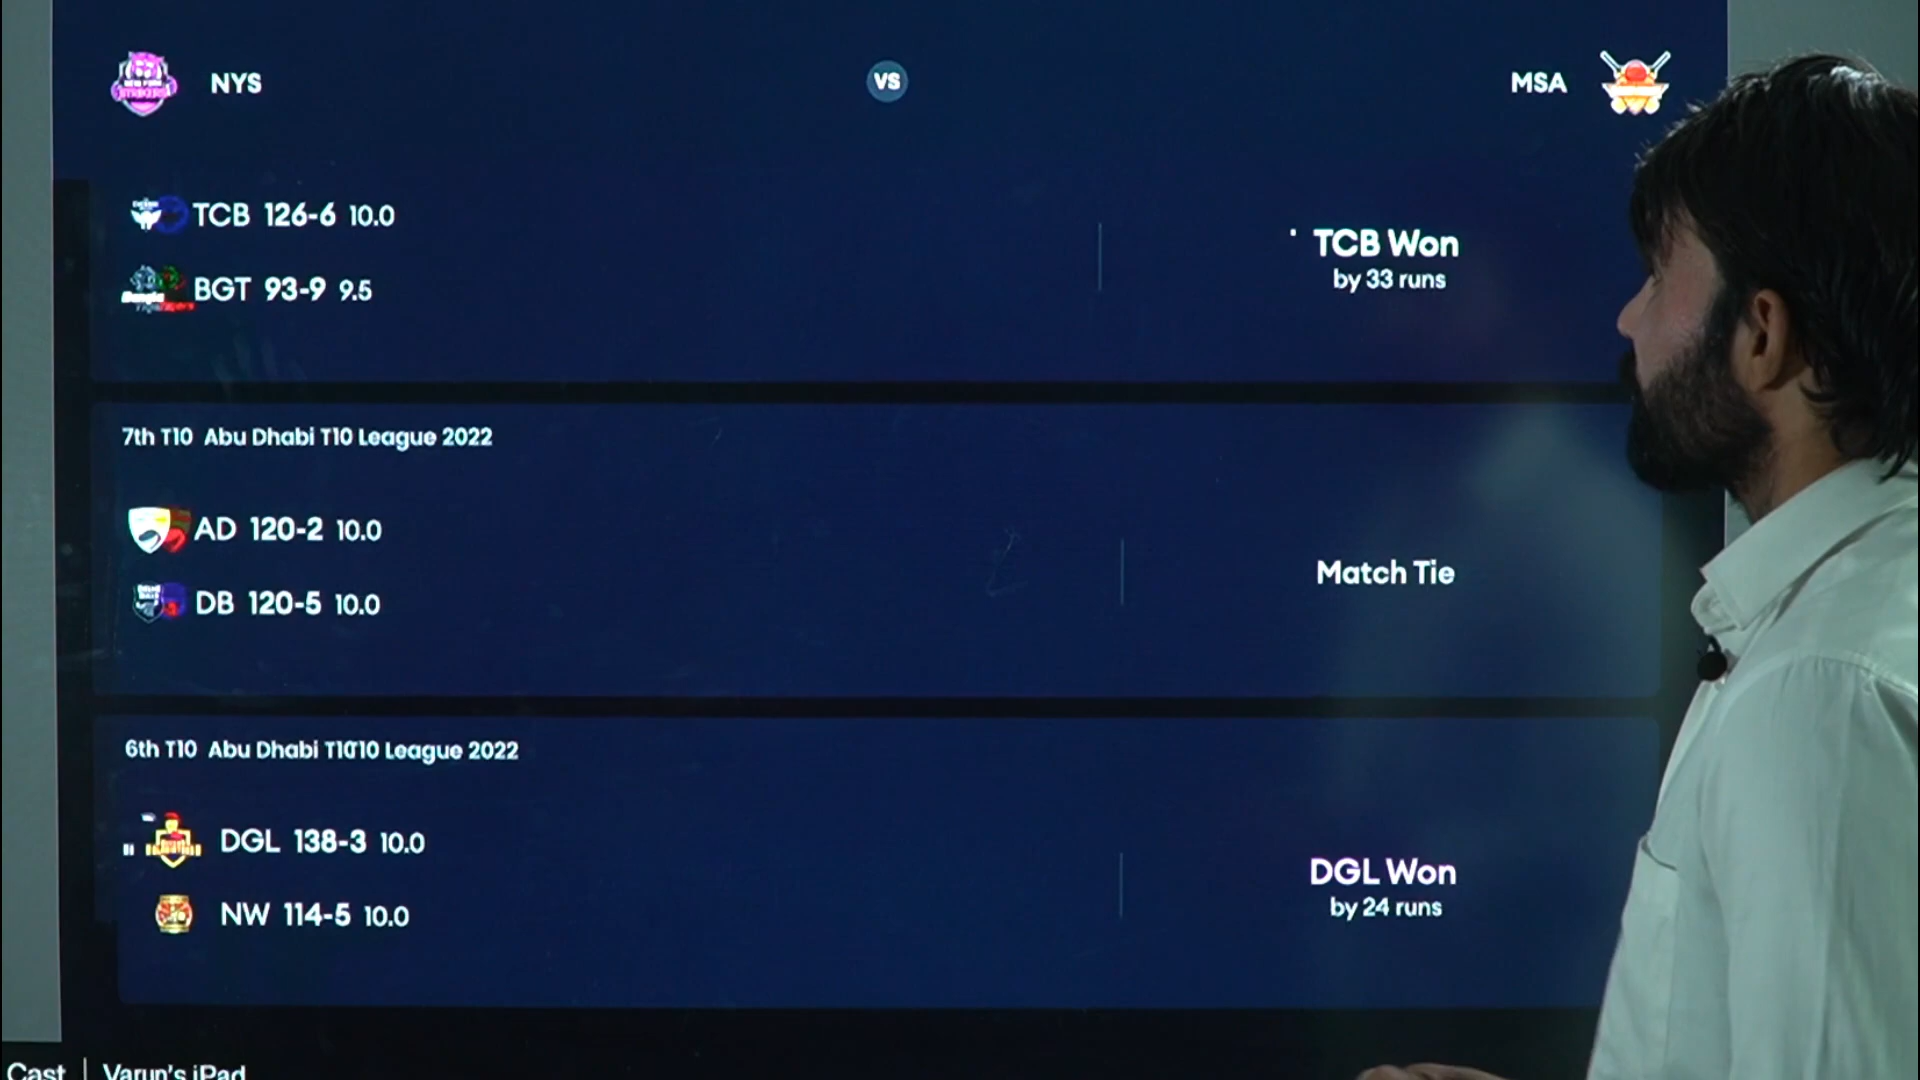 NYS VS MSA
TCB 126-6 10.0
BGT 93-9 9.5
TCB Won
by 33 runs
7th T10 Abu Dhabi T10 League 2022
AD 120-2 10.0
DB 120-5 10.0
Match Tie
6th T10 Abu Dhabi T10T10 League 2022
DGL 138-3 10.0
NW 114-5 10.0
DGL Won
by 24 runs
Cast | Varun's iPad